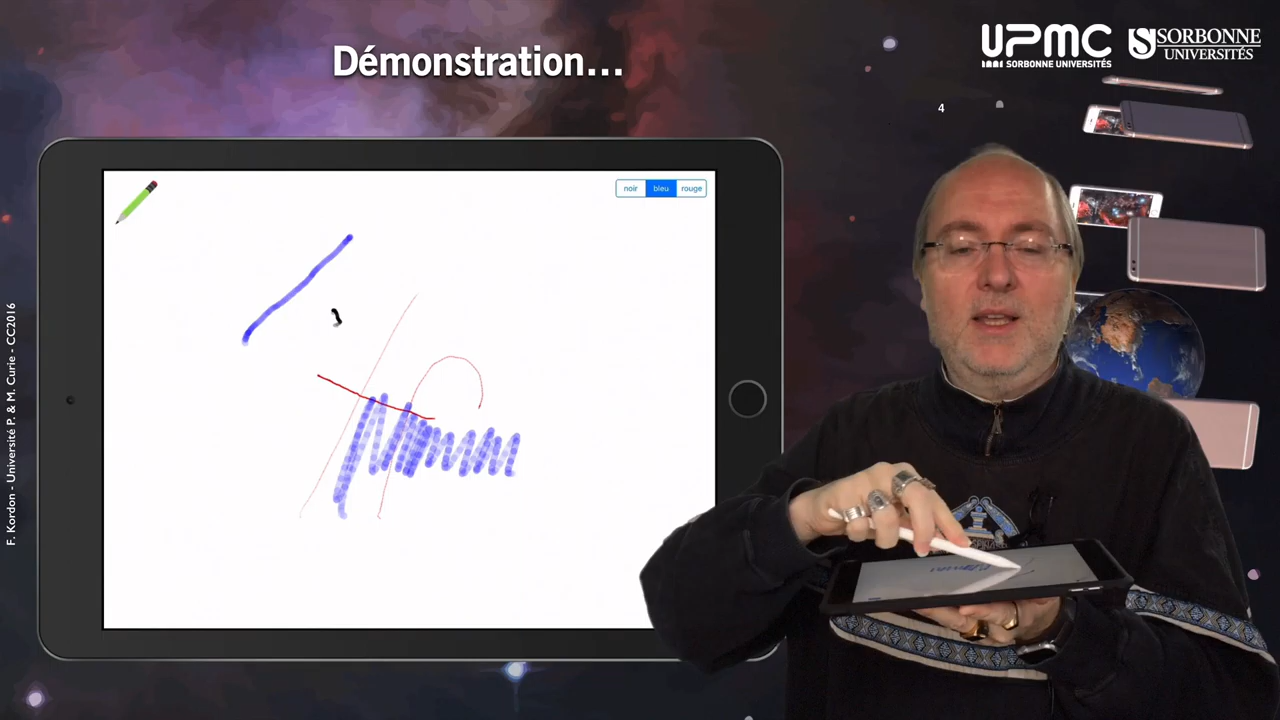 Démonstration...
UPMC
SORBONNE UNIVERSITÉS
SORBONNE
UNIVERSITÉS
4
noir bleu rouge
F. Kordon - Université P. & M. Curie - CC2016